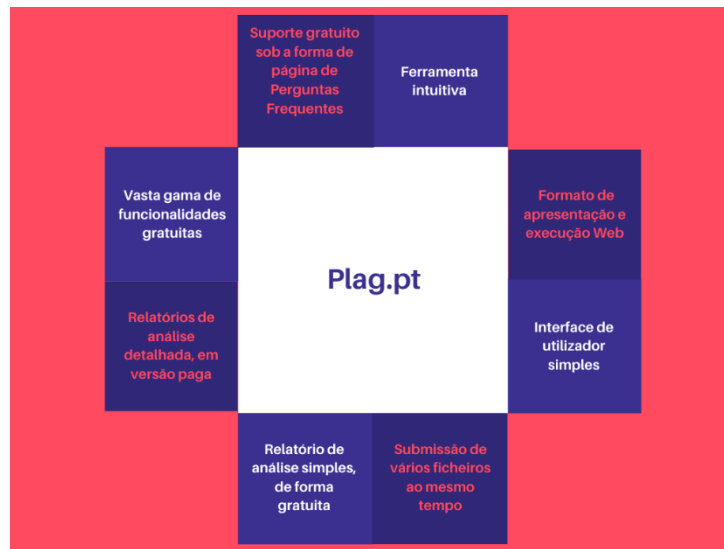 Suporte gratuito
sob a forma de
página de
Perguntas
Frequentes
Ferramenta
intuitiva
Vasta gama de
funcionalidades
gratuitas
Formato de
apresentação e
execução Web
Plag.pt
Relatórios de
análise
detalhada, em
versão paga
Interface de
utilizador
simples
Relatório de
análise simples,
de forma
gratuita
Submissão de
vários ficheiros
ao mesmo
tempo